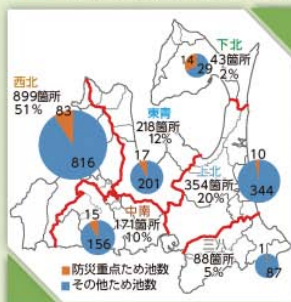 下北
43箇所
2%
14
29
西北
899箇所
51%
83
816
東青
218箇所
12%
17
201
上北
354箇所
20%
10
344
中南
171箇所
10%
15
156
三八
88箇所
5%
1
87
防災重点ため池数
その他ため池数